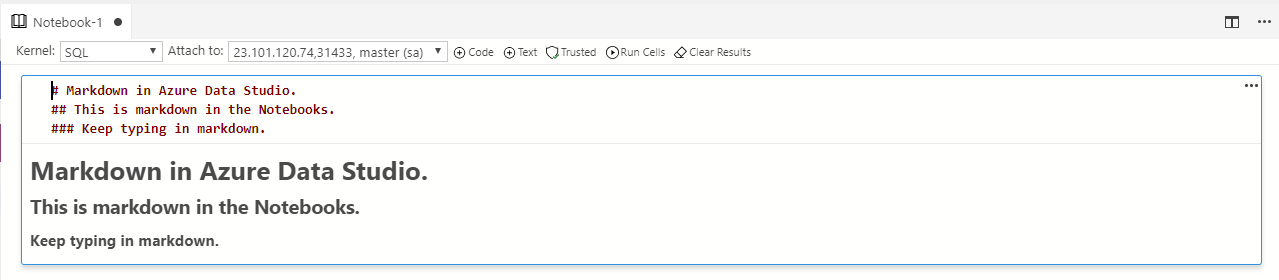 Notebook-1
Kernel: SQL Attach to: 23.101.120.74,31433, master (sa) Code Text Trusted Run Cells Clear Results
# Markdown in Azure Data Studio.
## This is markdown in the Notebooks.
### Keep typing in markdown.
Markdown in Azure Data Studio.
This is markdown in the Notebooks.
Keep typing in markdown.